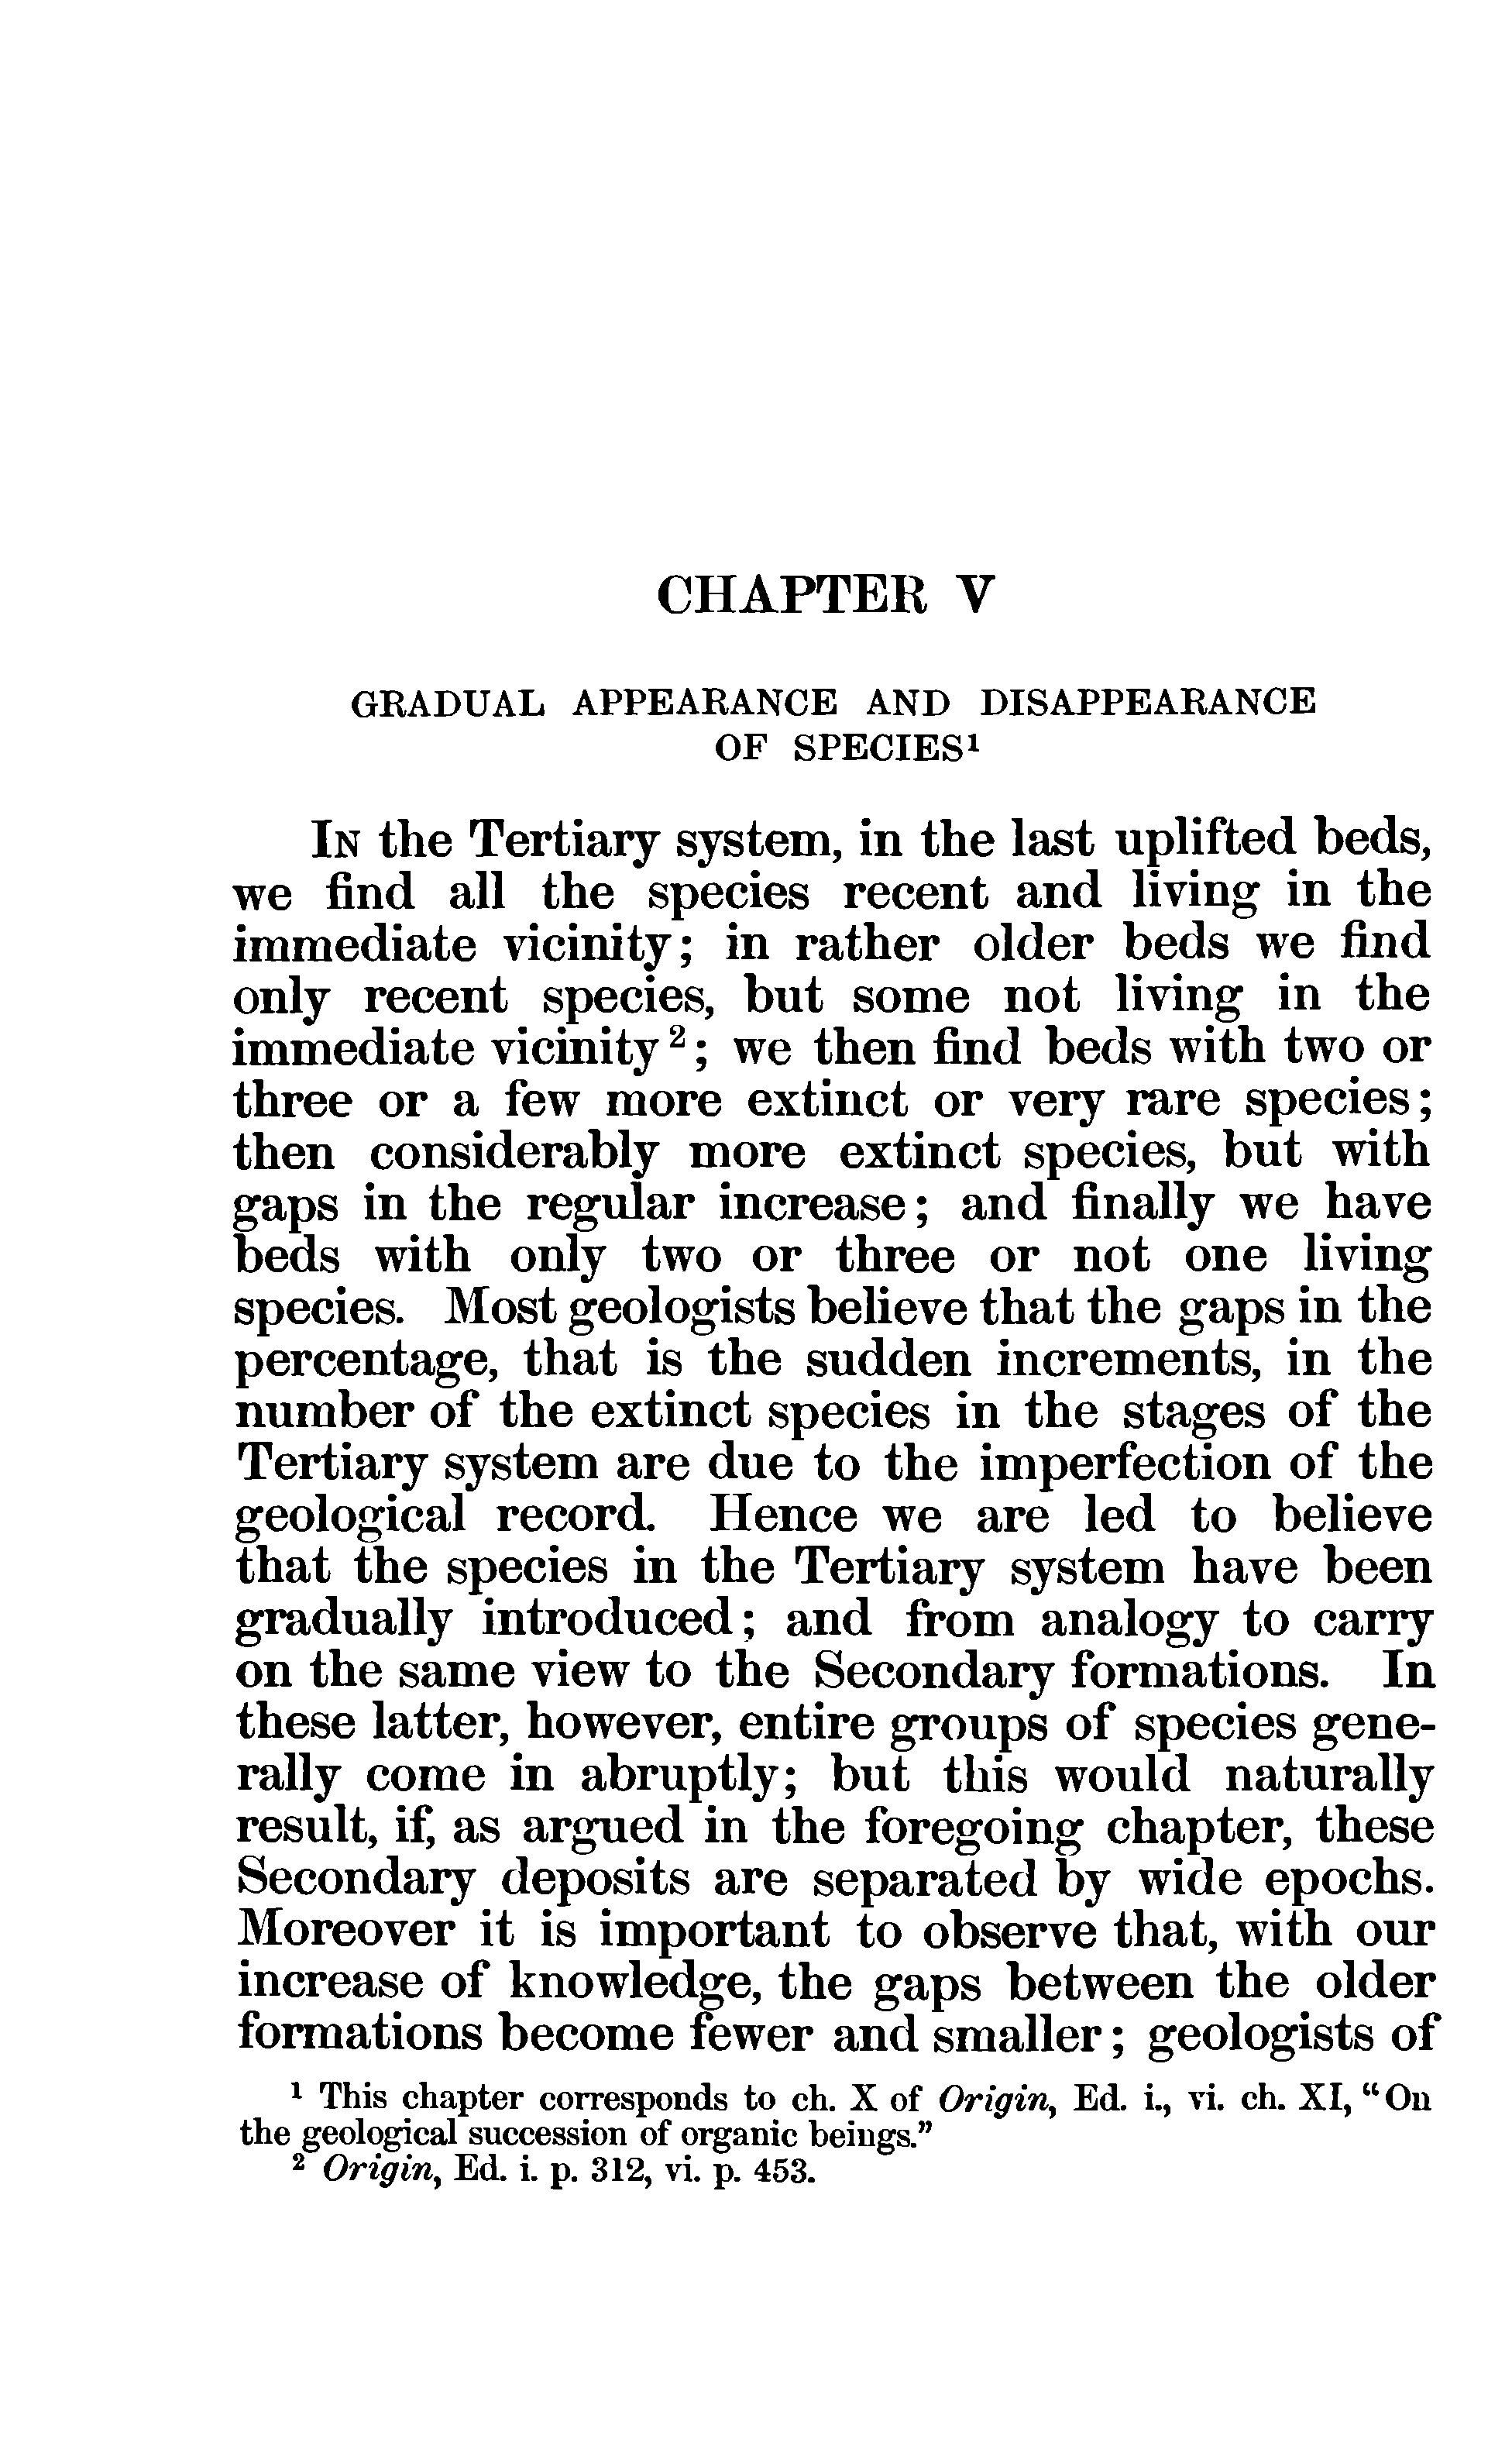 CHAPTER V
GRADUAL APPEARANCE AND DISAPPEARANCE
OF SPECIES¹
In the Tertiary system, in the last uplifted beds,
we find all the species recent and living in the
immediate vicinity; in rather older beds we find
only recent species, but some not living in the
immediate vicinity²; we then find beds with two or
three or a few more extinct or very rare species;
then considerably more extinct species, but with
gaps in the regular increase; and finally we have
beds with only two or three or not one living
species. Most geologists believe that the gaps in the
percentage, that is the sudden increments, in the
number of the extinct species in the stages of the
Tertiary system are due to the imperfection of the
geological record. Hence we are led to believe
that the species in the Tertiary system have been
gradually introduced; and from analogy to carry
on the same view to the Secondary formations. In
these latter, however, entire groups of species gene-
rally come in abruptly; but this would naturally
result, if, as argued in the foregoing chapter, these
Secondary deposits are separated by wide epochs.
Moreover it is important to observe that, with our
increase of knowledge, the gaps between the older
formations become fewer and smaller; geologists of
¹ This chapter corresponds to ch. X of Origin, Ed. i., vi. ch. XI, "On
the geological succession of organic beings."
² Origin, Ed. i. p. 312, vi. p. 453.